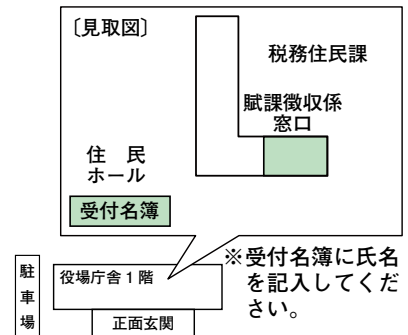 〔見取図〕
税務住民課
賦課徴収係
窓口
住　民
ホール
受付名簿
※受付名簿に氏名
を記入してくだ
さい。
役場庁舎１階
駐車場
正面玄関